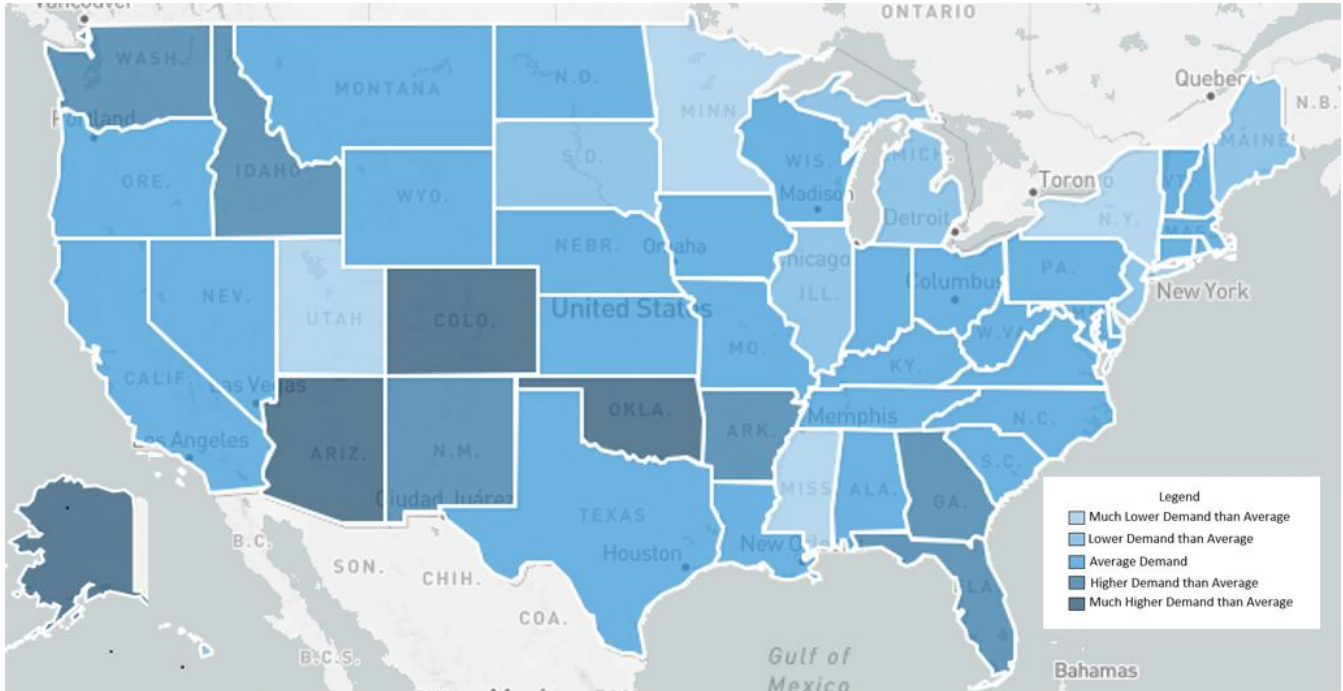 Vancouver
ONTARIO
WASH.
Quebec
MONTANA
N.D.
MINN.
N.B.
Portland
MAINE
IDAHO
S.D.
WIS.
MICH.
ORE.
WYO.
Toronto
VT.
Madison
Detroit
N.Y.
MASS.
NEBR.
Omaha
Chicago
NEV.
Columbus
PA.
New York
UTAH
COLO.
United States
ILL.
MO.
W.VA.
CALIF.
Las Vegas
KY.
OKLA.
ARK.
Memphis
N.C.
Los Angeles
ARIZ.
N.M.
S.C.
MISS.
ALA.
GA.
Ciudad Juárez
TEXAS
B.C.
Houston
New Orleans
SON.
CHIH.
FLA.
COA.
B.C.S.
Gulf of
Mexico
Bahamas
Legend
Much Lower Demand than Average
Lower Demand than Average
Average Demand
Higher Demand than Average
Much Higher Demand than Average